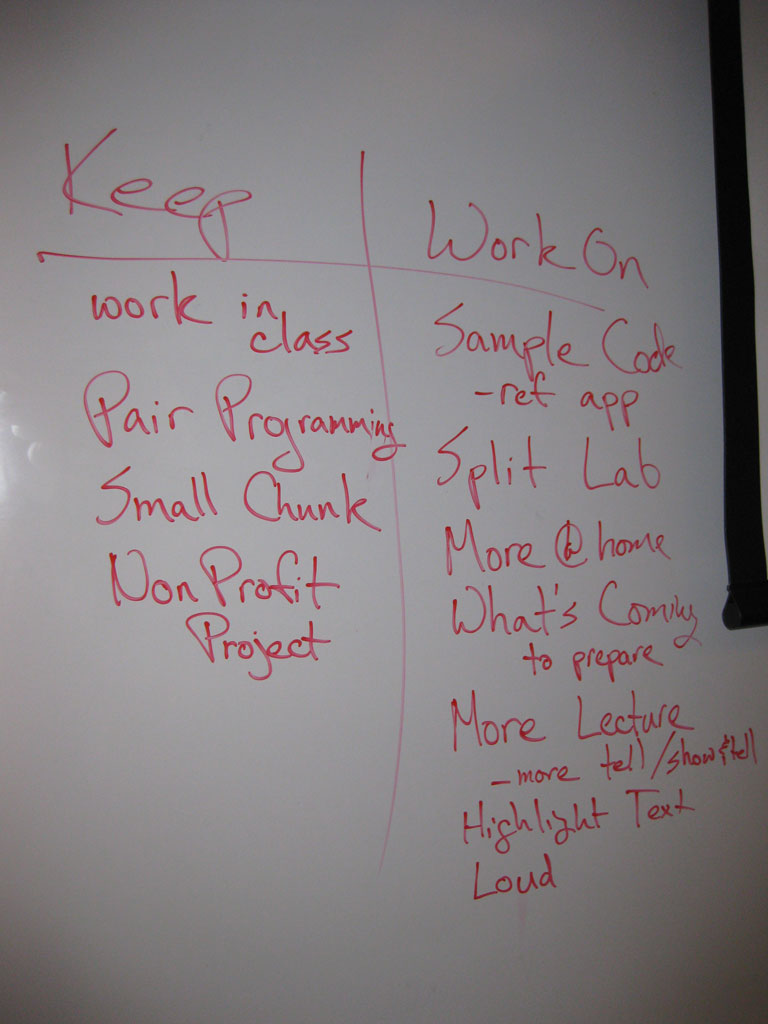 Keep
work in
class
Pair Programming
Small Chunk
Non Profit
Project
Work On
Sample Code
-ref app
Split Lab
More @ home
What's Coming
to prepare
More Lecture
- more tell/show&tell
Highlight Text
Loud